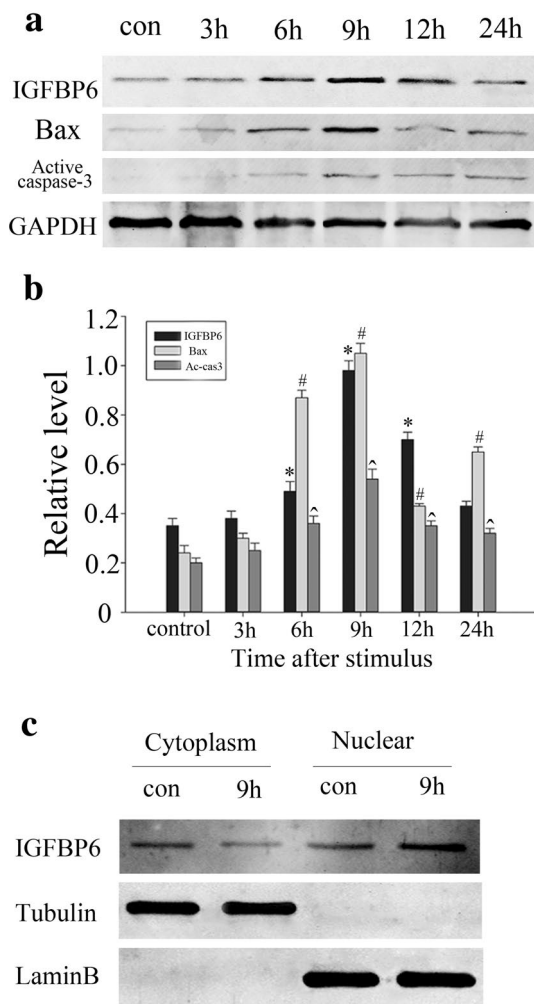 a
con 3h 6h 9h 12h 24h
IGFBP6
Bax
Active
caspase-3
GAPDH
b
1.2
1.0
0.8
0.6
0.4
0.2
0
Relative level
IGFBP6
Bax
Ac-cas3
* # ^
* # ^
* # ^
# ^
control 3h 6h 9h 12h 24h
Time after stimulus
c
Cytoplasm Nuclear
con 9h con 9h
IGFBP6
Tubulin
LaminB